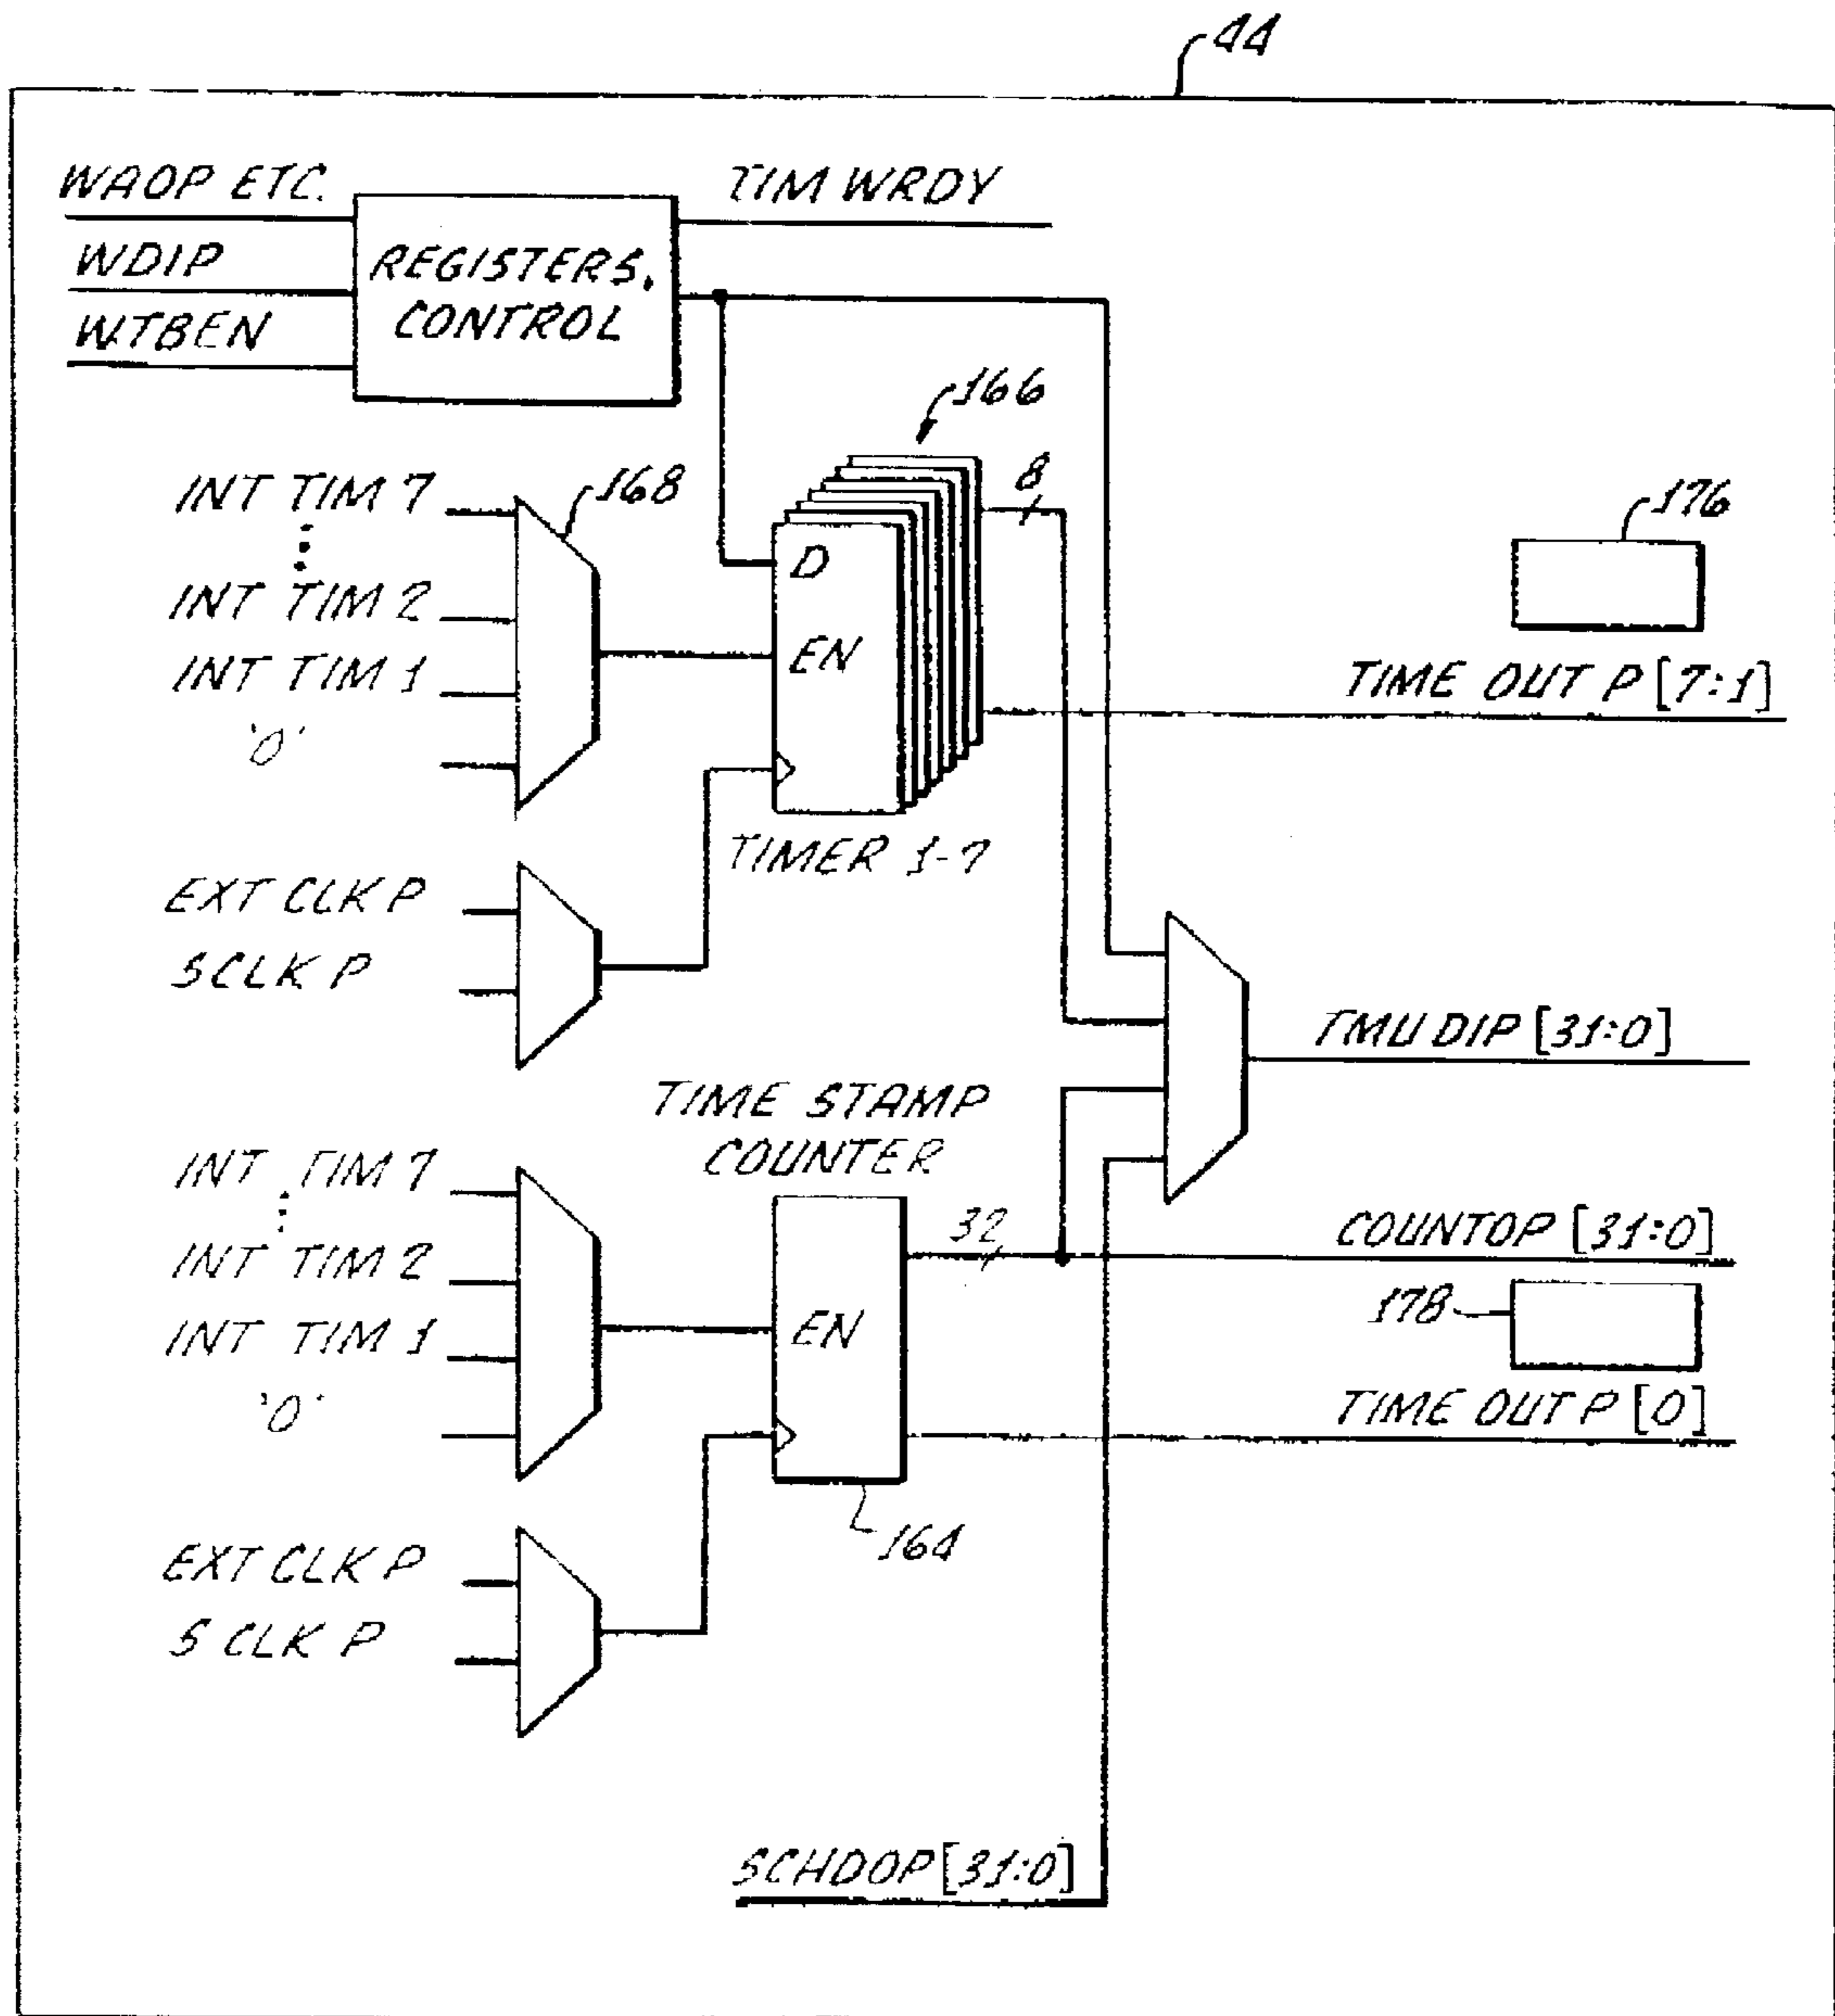 44
WAOP ETC.
TIM WRDY
WDIP
WTBEN
REGISTERS,
CONTROL
166
8
INT TIM 7
168
INT TIM 2
INT TIM 1
'0'
D
EN
176
TIME OUT P [7:1]
TIMER 1-7
EXT CLK P
SCLK P
TMU DIP [31:0]
TIME STAMP
COUNTER
INT TIM 7
INT TIM 2
INT TIM 1
'0'
32
EN
COUNTOP [31:0]
178
TIME OUT P [0]
164
EXT CLK P
S CLK P
SCHDOP [31:0]